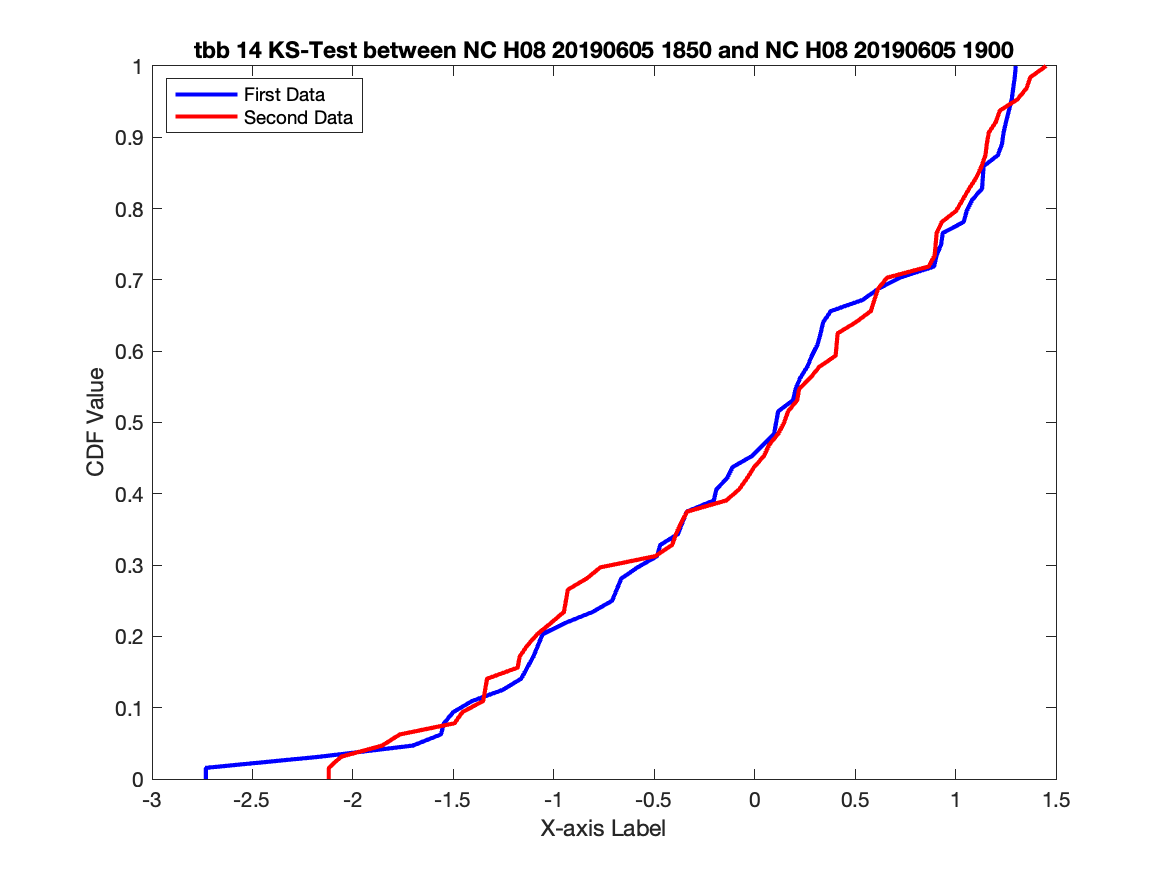 tbb 14 KS-Test between NC H08 20190605 1850 and NC H08 20190605 1900
First Data
Second Data
1
0.9
0.8
0.7
0.6
0.5
0.4
0.3
0.2
0.1
0
CDF Value
-3 -2.5 -2 -1.5 -1 -0.5 0 0.5 1 1.5
X-axis Label